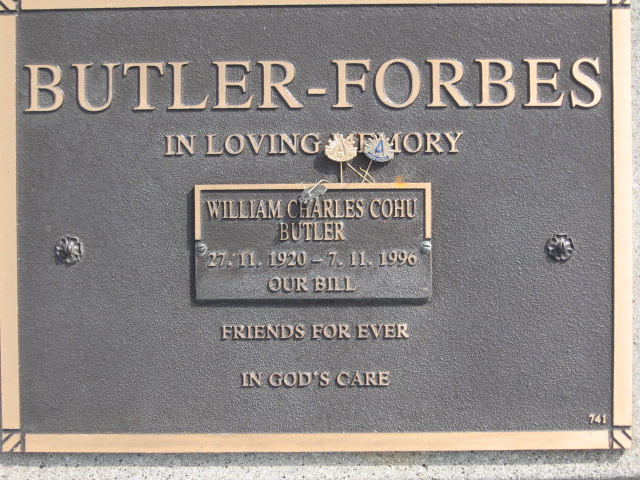 BUTLER-FORBES
IN LOVING MEMORY
WILLIAM CHARLES COHU
BUTLER
27. 11. 1920 – 7. 11. 1996
OUR BILL
FRIENDS FOR EVER
IN GOD'S CARE
741